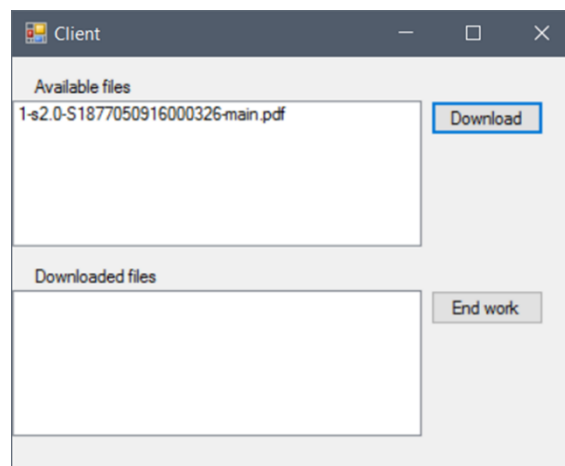 Client
Available files
1-s2.0-S1877050916000326-main.pdf
Download
Downloaded files
End work